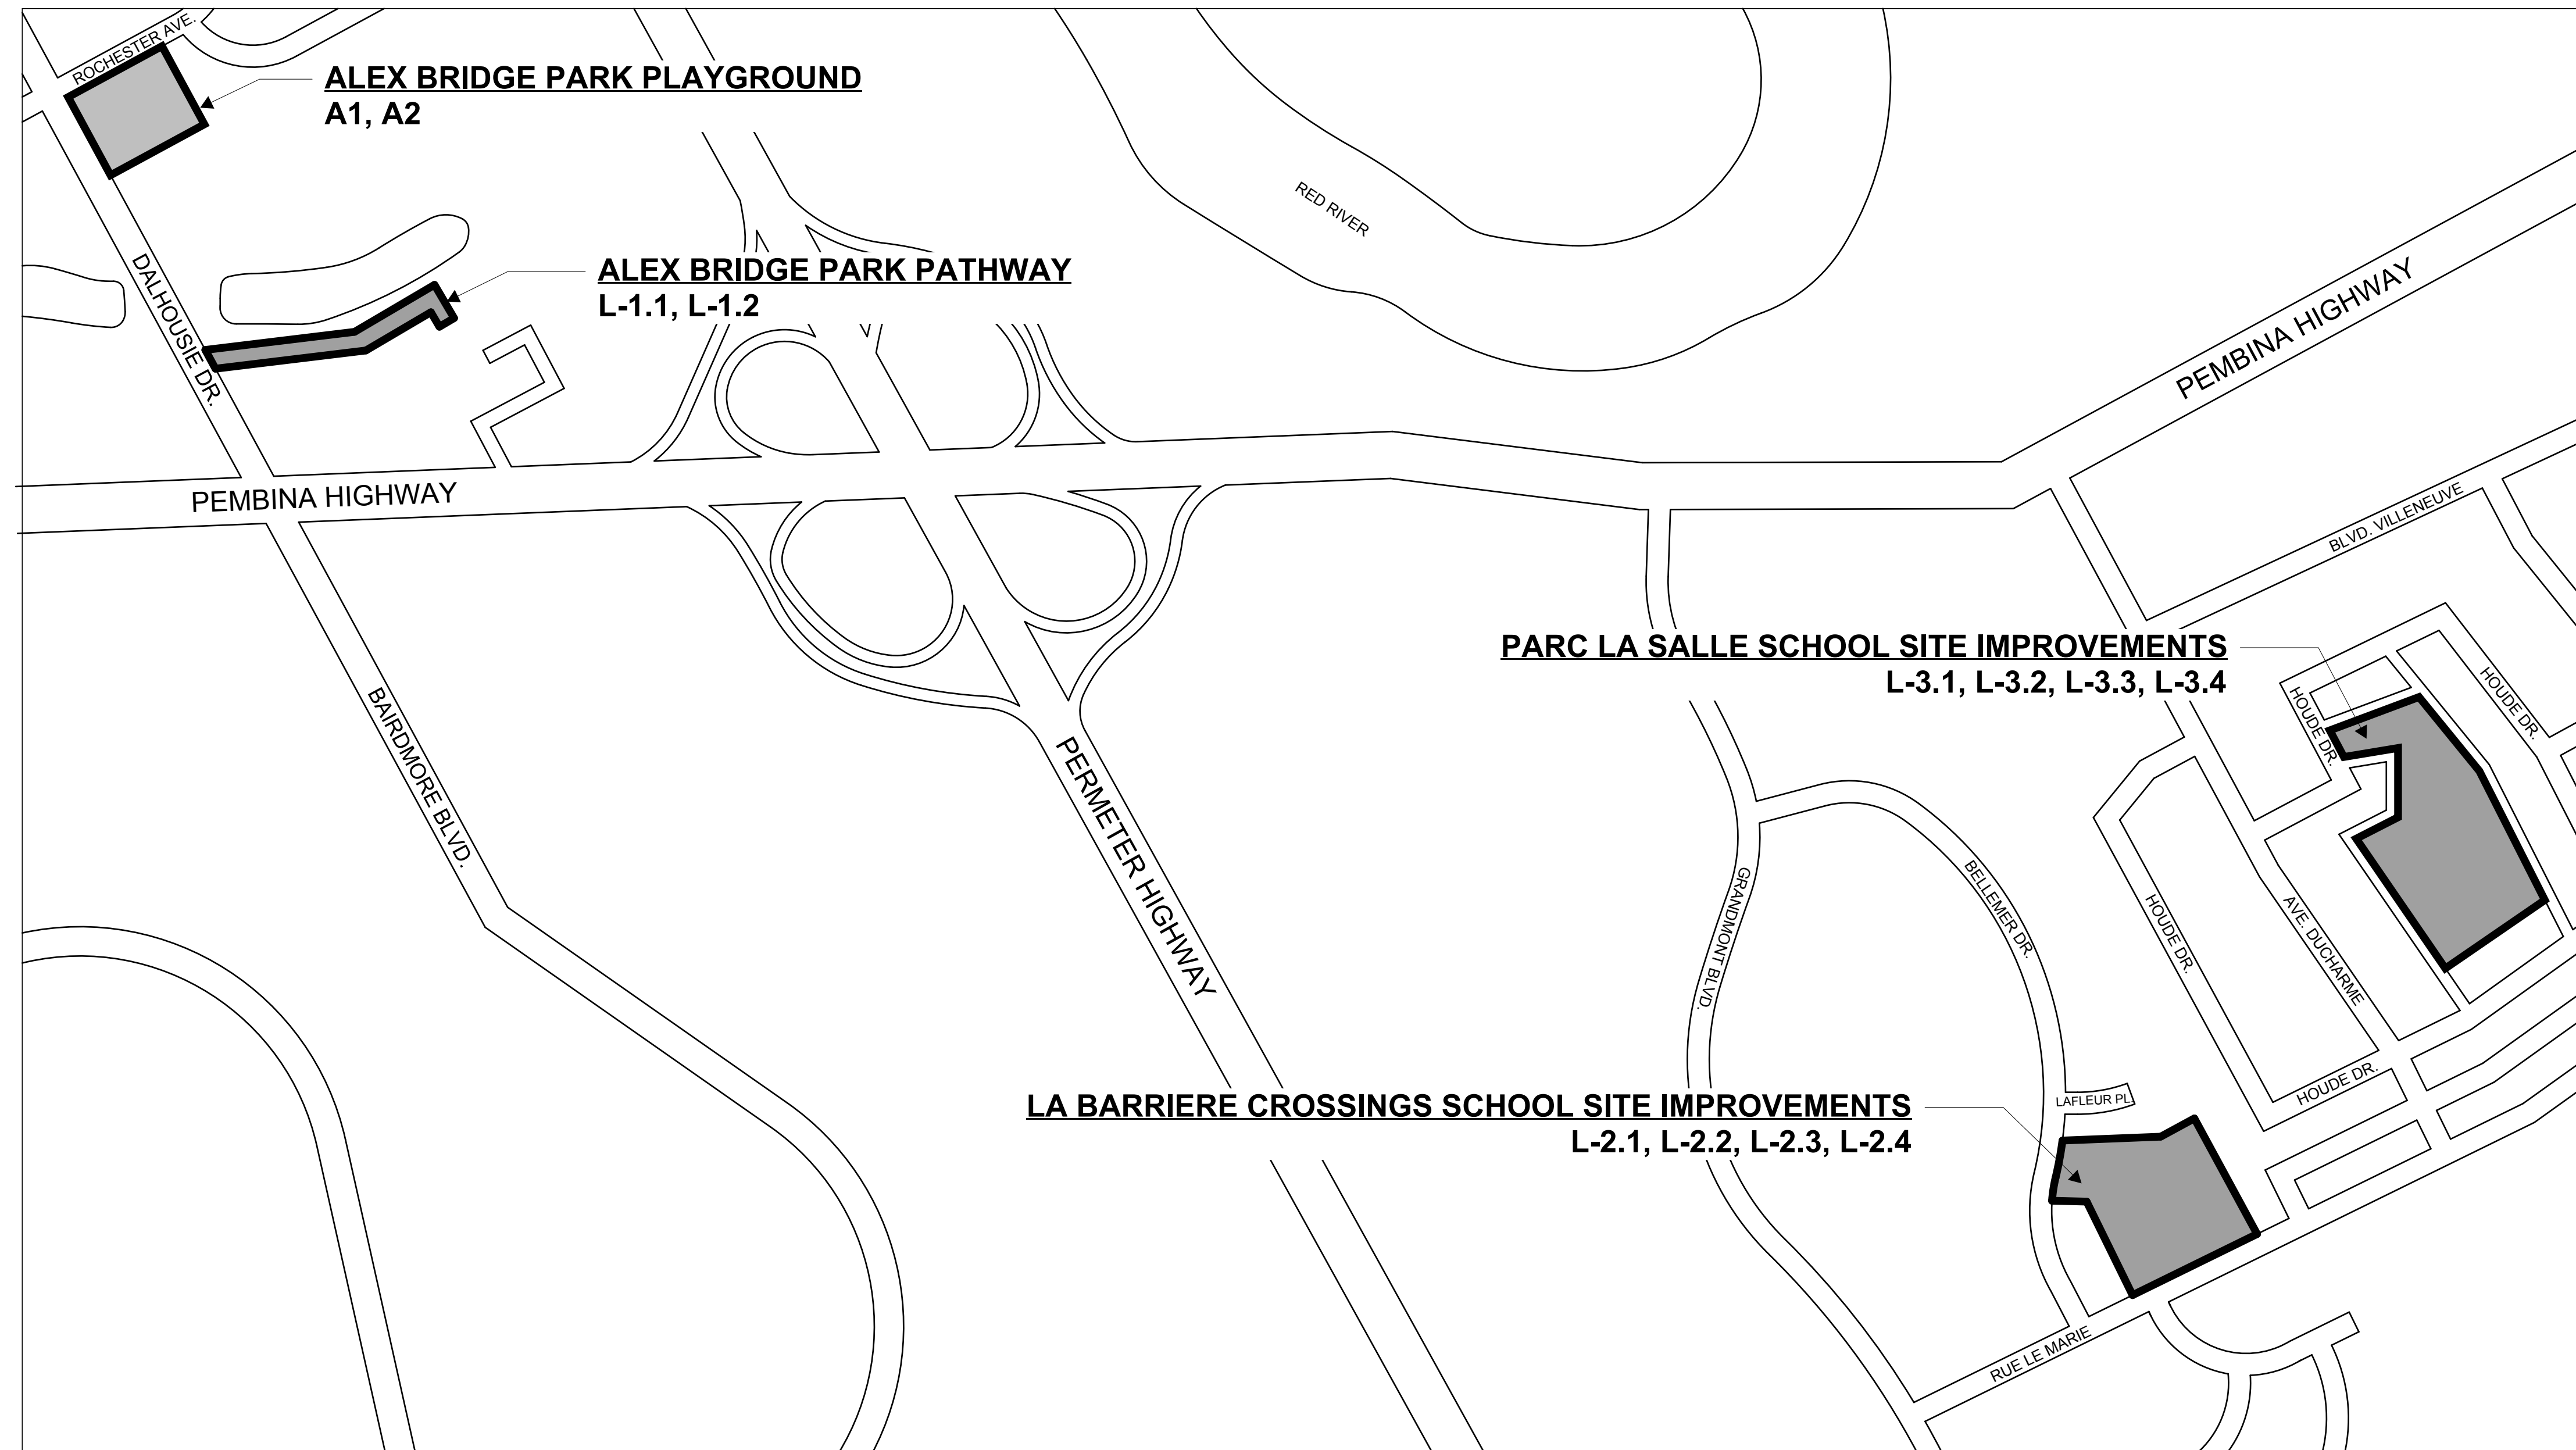 ROCHESTER AVE.
ALEX BRIDGE PARK PLAYGROUND
A1, A2
RED RIVER
DALHOUSIE DR.
ALEX BRIDGE PARK PATHWAY
L-1.1, L-1.2
PEMBINA HIGHWAY
PEMBINA HIGHWAY
BLVD. VILLENEUVE
PARC LA SALLE SCHOOL SITE IMPROVEMENTS
L-3.1, L-3.2, L-3.3, L-3.4
HOUDE DR.
HOUDE DR.
BAIRDMORE BLVD.
PERMETER HIGHWAY
GRANDMONT BLVD.
BELLEMER DR.
HOUDE DR.
AVE. DUCHARME
HOUDE DR.
LAFLEUR PL.
LA BARRIERE CROSSINGS SCHOOL SITE IMPROVEMENTS
L-2.1, L-2.2, L-2.3, L-2.4
RUE LE MARIE